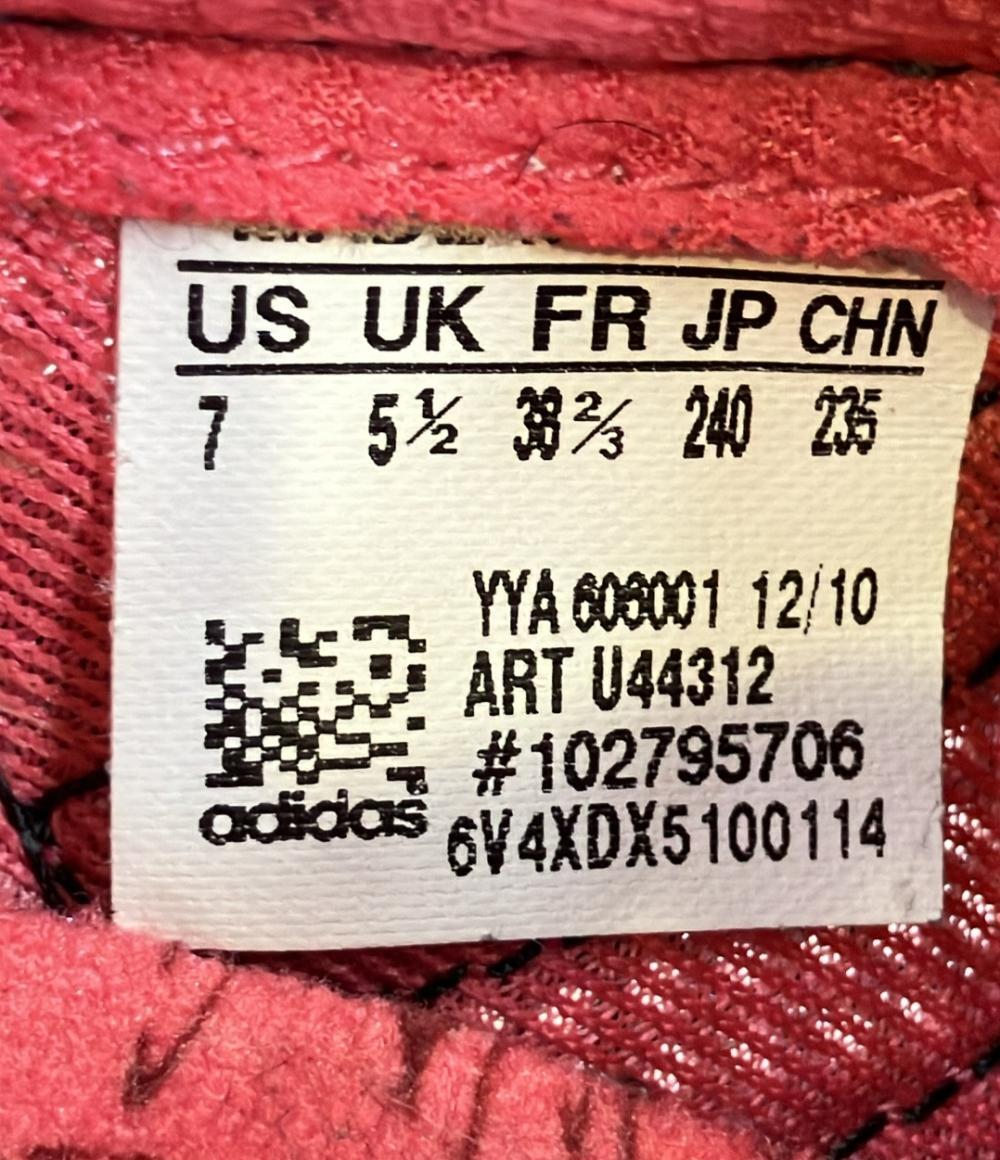 US UK FR JP CHN
7 5½ 38⅔ 240 235
YYA 606001 12/10
ART U44312
#102795706
adidas 6V4XDX5100114